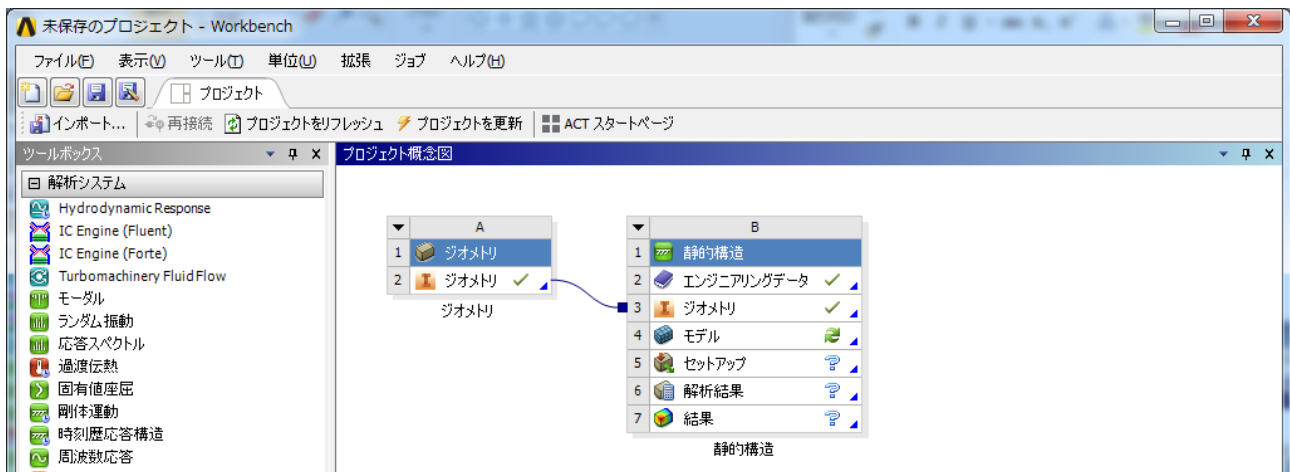 未保存のプロジェクト - Workbench
ファイル(F) 表示(V) ツール(T) 単位(U) 拡張 ジョブ ヘルプ(H)
プロジェクト
インポート... 再接続 プロジェクトをリフレッシュ プロジェクトを更新 ACT スタートページ
ツールボックス
解析システム
Hydrodynamic Response
IC Engine (Fluent)
IC Engine (Forte)
Turbomachinery Fluid Flow
モーダル
ランダム振動
応答スペクトル
過渡伝熱
固有値座屈
剛体運動
時刻歴応答構造
周波数応答
プロジェクト概念図
A
1 ジオメトリ
2 ジオメトリ
ジオメトリ
B
1 静的構造
2 エンジニアリングデータ
3 ジオメトリ
4 モデル
5 セットアップ
6 解析結果
7 結果
静的構造